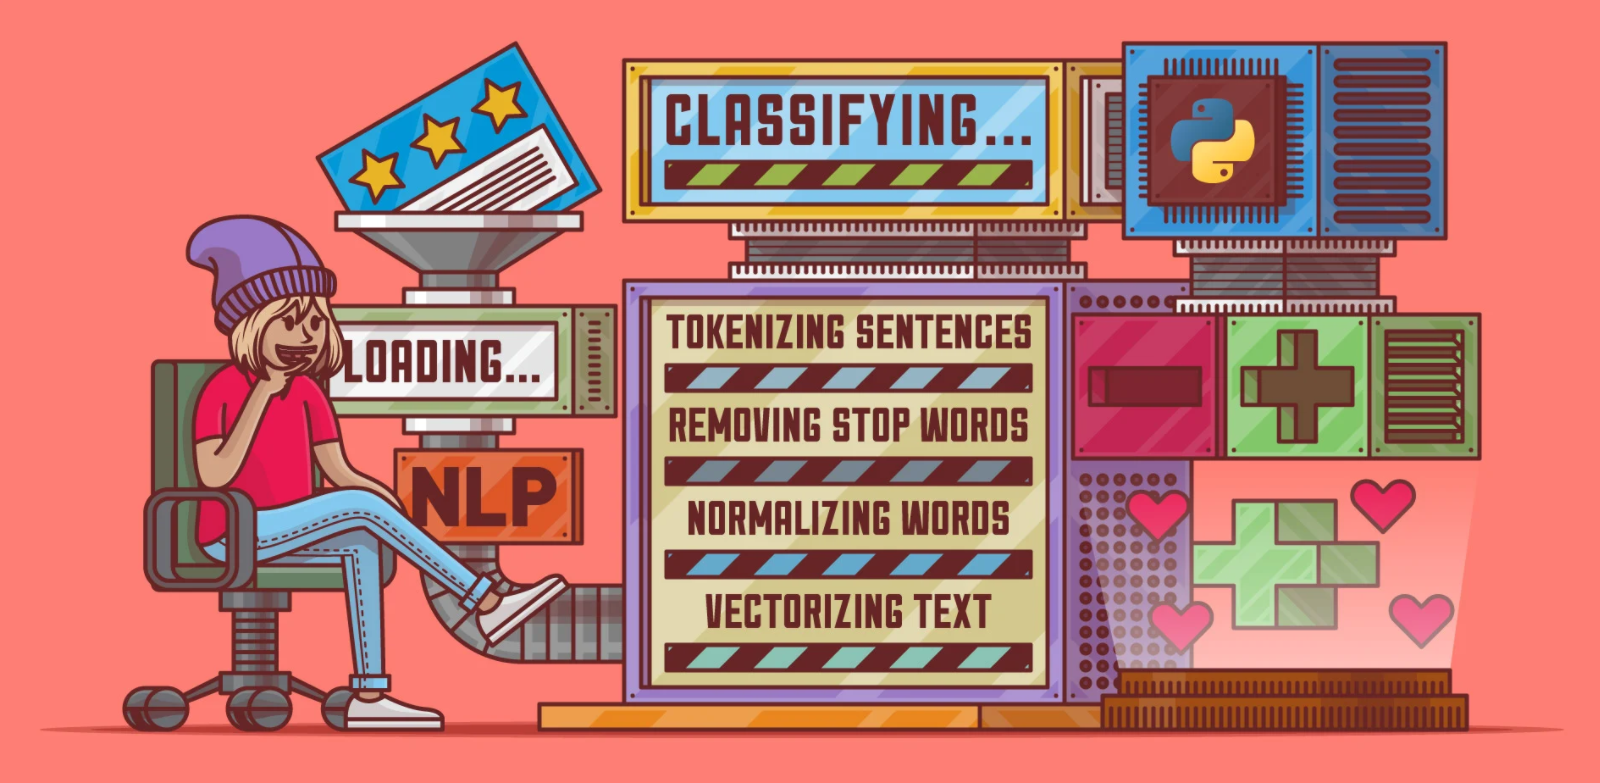 LOADING...
NLP
CLASSIFYING...
TOKENIZING SENTENCES
REMOVING STOP WORDS
NORMALIZING WORDS
VECTORIZING TEXT